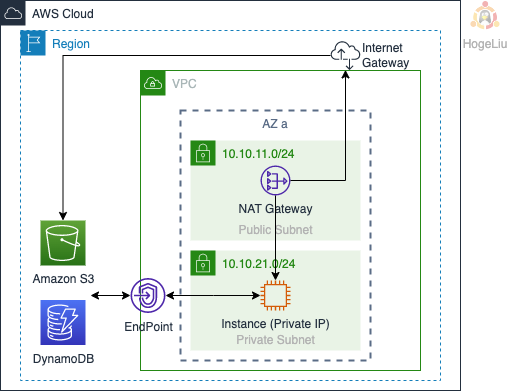 AWS Cloud
HogeLiu
Region
Internet
Gateway
VPC
AZ a
10.10.11.0/24
NAT Gateway
Public Subnet
10.10.21.0/24
Amazon S3
EndPoint
Instance (Private IP)
Private Subnet
DynamoDB